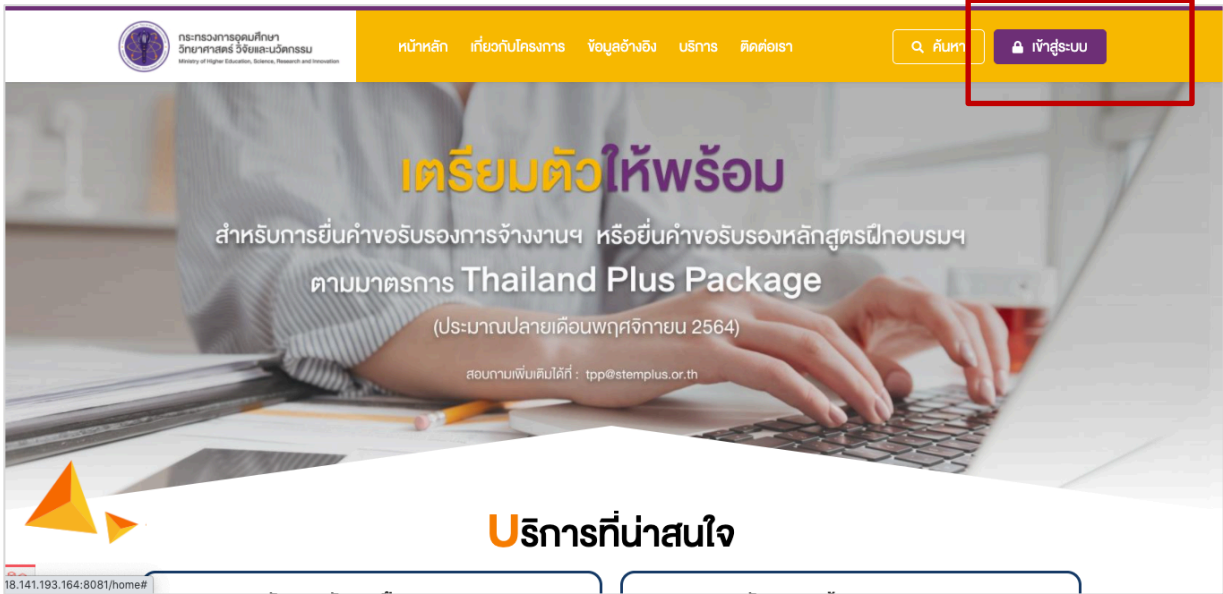 กระทรวงการอุดมศึกษา
วิทยาศาสตร์ วิจัยและนวัตกรรม
Ministry of Higher Education, Science, Research and Innovation
หน้าหลัก เกี่ยวกับโครงการ ข้อมูลอ้างอิง บริการ ติดต่อเรา ค้นหา เข้าสู่ระบบ
เตรียมตัวให้พร้อม
สำหรับการยื่นคำขอรับรองการจ้างงานฯ หรือยื่นคำขอรับรองหลักสูตรฝึกอบรมฯ
ตามมาตรการ Thailand Plus Package
(ประมาณปลายเดือนพฤศจิกายน 2564)
สอบถามเพิ่มเติมได้ที่ : tpp@stemplus.or.th
บริการที่น่าสนใจ
18.141.193.164:8081/home#